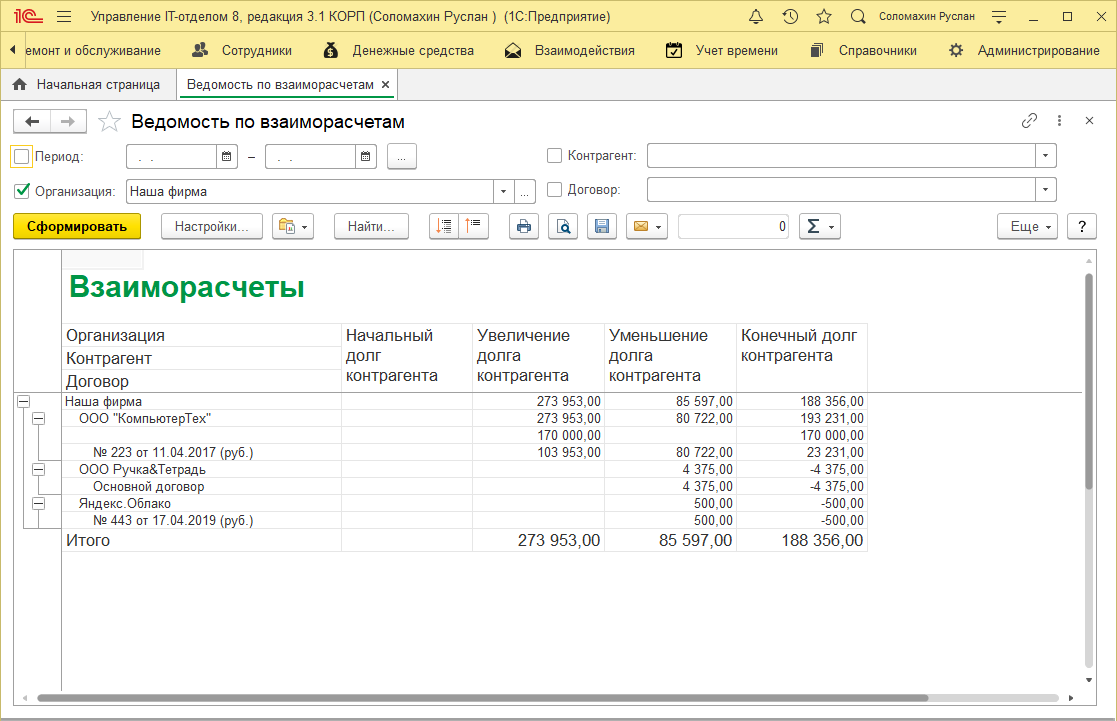 1С Управление IT-отделом 8, редакция 3.1 КОРП (Соломахин Руслан ) (1С:Предприятие) Соломахин Руслан
емонт и обслуживание Сотрудники Денежные средства Взаимодействия Учет времени Справочники Администрирование
Начальная страница Ведомость по взаиморасчетам ×
Ведомость по взаиморасчетам
Период: . . – . . ... Контрагент:
Организация: Наша фирма ... Договор:
Сформировать Настройки... Найти... 0 Σ Еще ?
Взаиморасчеты
Организация Начальный Увеличение Уменьшение Конечный долг
Контрагент долг долга долга контрагента
Договор контрагента контрагента контрагента
Наша фирма 273 953,00 85 597,00 188 356,00
ООО "КомпьютерТех" 273 953,00 80 722,00 193 231,00
170 000,00 170 000,00
№ 223 от 11.04.2017 (руб.) 103 953,00 80 722,00 23 231,00
ООО Ручка&Тетрадь 4 375,00 -4 375,00
Основной договор 4 375,00 -4 375,00
Яндекс.Облако 500,00 -500,00
№ 443 от 17.04.2019 (руб.) 500,00 -500,00
Итого 273 953,00 85 597,00 188 356,00